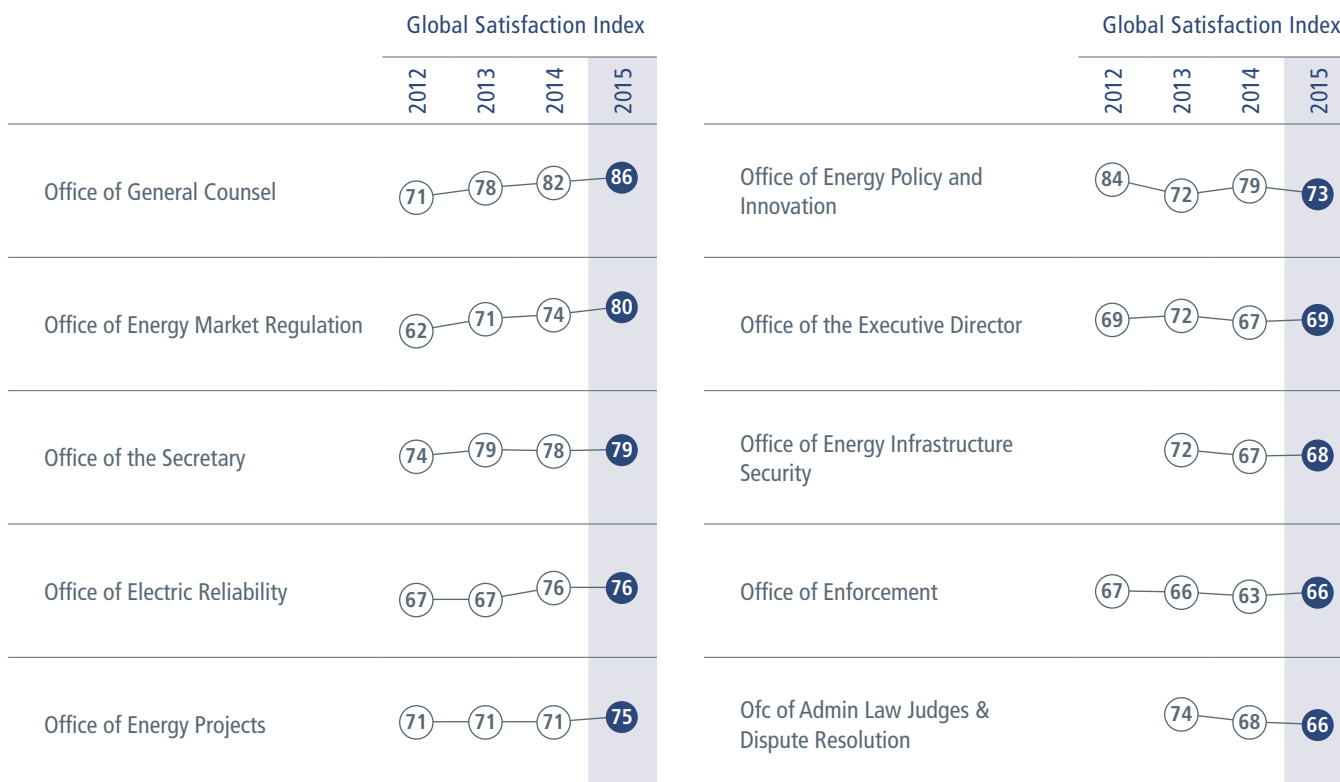 Global Satisfaction Index
2012 2013 2014 2015
Office of General Counsel 71 78 82 86
Office of Energy Market Regulation 62 71 74 80
Office of the Secretary 74 79 78 79
Office of Electric Reliability 67 67 76 76
Office of Energy Projects 71 71 71 75
Global Satisfaction Index
2012 2013 2014 2015
Office of Energy Policy and
Innovation 84 72 79 73
Office of the Executive Director 69 72 67 69
Office of Energy Infrastructure
Security 72 67 68
Office of Enforcement 67 66 63 66
Ofc of Admin Law Judges &
Dispute Resolution 74 68 66